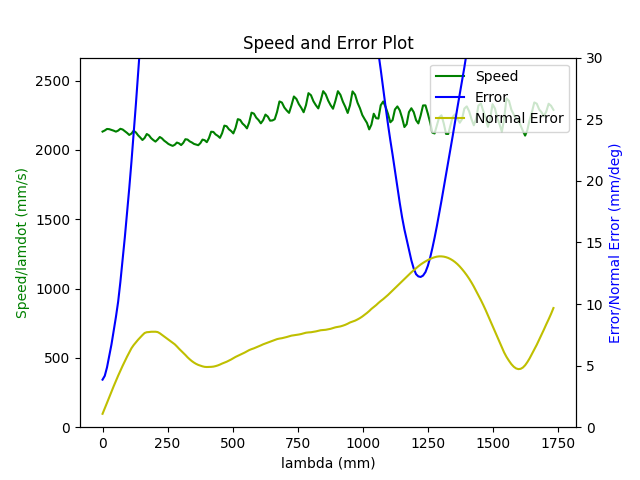 Speed and Error Plot
Speed
Error
Normal Error
Speed/lamdot (mm/s)
2500
2000
1500
1000
500
0
30
25
20
15
10
5
0
Error/Normal Error (mm/deg)
0 250 500 750 1000 1250 1500 1750
lambda (mm)